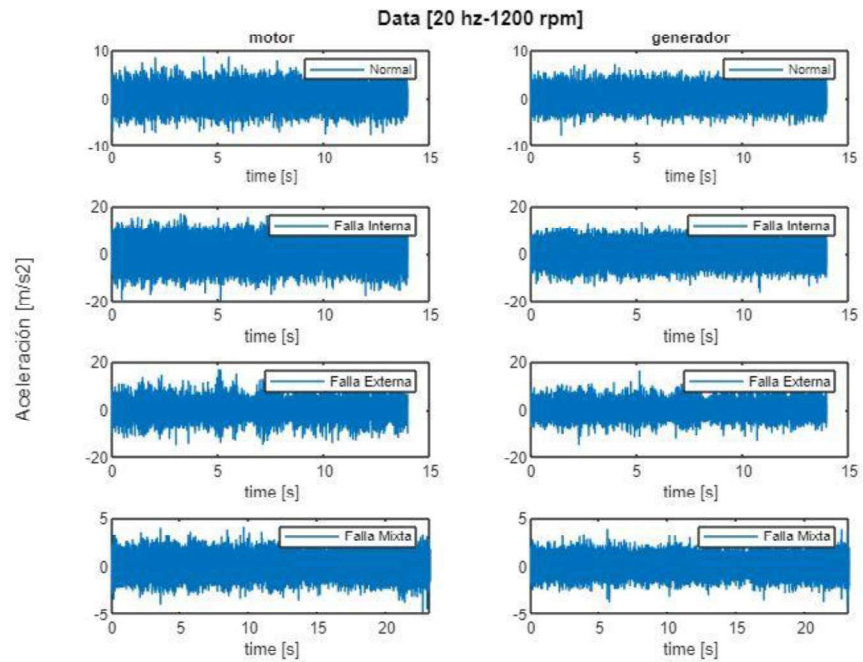 Data [20 hz-1200 rpm]
motor
generador
Aceleración [m/s2]
10
0
-10
Normal
0 5 10 15
time [s]
10
0
-10
Normal
0 5 10 15
time [s]
20
0
-20
Falla Interna
0 5 10 15
time [s]
20
0
-20
Falla Interna
0 5 10 15
time [s]
20
0
-20
Falla Externa
0 5 10 15
time [s]
20
0
-20
Falla Externa
0 5 10 15
time [s]
5
0
-5
Falla Mixta
0 5 10 15 20
time [s]
5
0
-5
Falla Mixta
0 5 10 15 20
time [s]